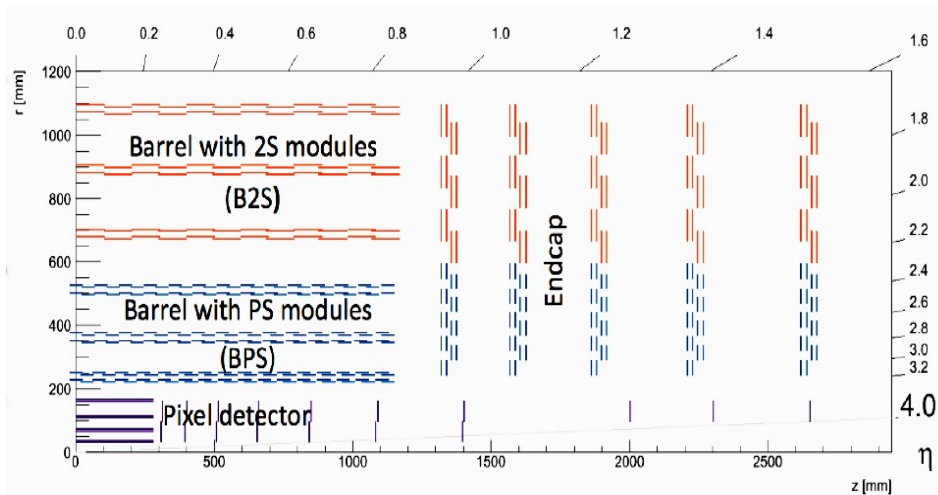 0.0 0.2 0.4 0.6 0.8 1.0 1.2 1.4 1.6
r [mm]
1200
1000
800
600
400
200
0
Barrel with 2S modules
(B2S)
Barrel with PS modules
(BPS)
Pixel detector
Endcap
1.8
2.0
2.2
2.4
2.6
2.8
3.0
3.2
4.0
η
0 500 1000 1500 2000 2500
z [mm]